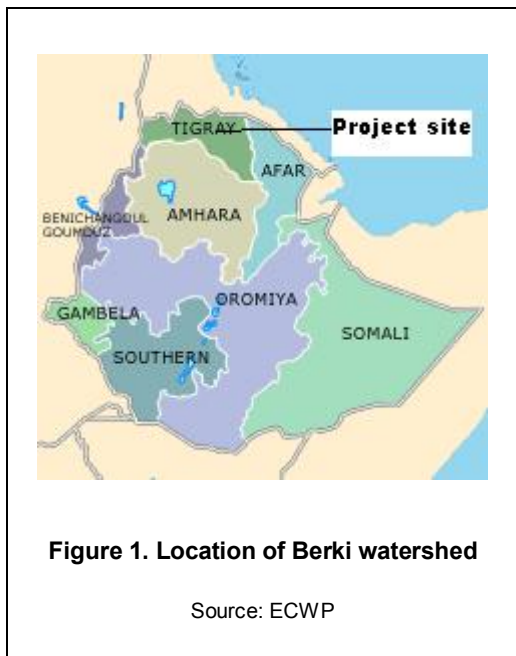 TIGRAY
Project site
AFAR
BENICHANGOUL
GOUMOUZ
AMHARA
OROMIYA
GAMBELA
SOMALI
SOUTHERN
Figure 1. Location of Berki watershed
Source: ECWP